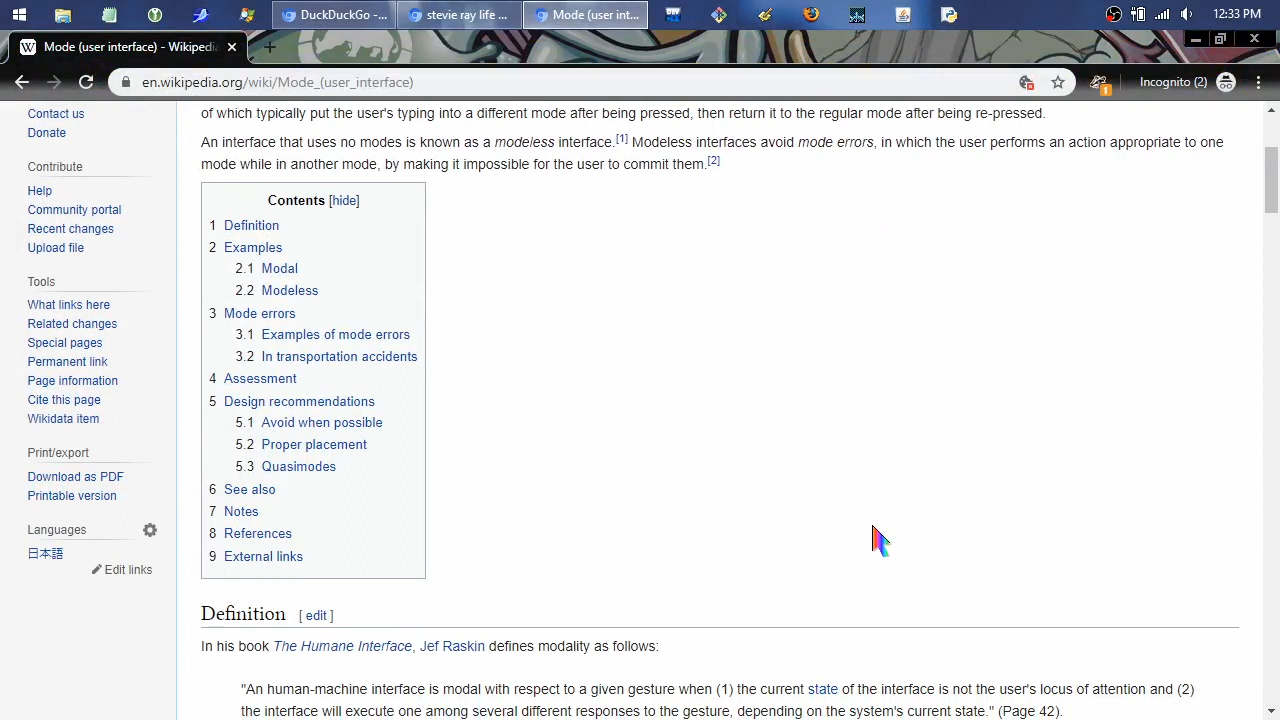 DuckDuckGo -...
stevie ray life ...
Mode (user int...
12:33 PM
Mode (user interface) - Wikipedia
en.wikipedia.org/wiki/Mode_(user_interface)
1
Incognito (2)
Contact us
Donate
Contribute
Help
Community portal
Recent changes
Upload file
Tools
What links here
Related changes
Special pages
Permanent link
Page information
Cite this page
Wikidata item
Print/export
Download as PDF
Printable version
Languages
日本語
Edit links
of which typically put the user's typing into a different mode after being pressed, then return it to the regular mode after being re-pressed.
An interface that uses no modes is known as a modeless interface.[1] Modeless interfaces avoid mode errors, in which the user performs an action appropriate to one
mode while in another mode, by making it impossible for the user to commit them.[2]
Contents [hide]
1 Definition
2 Examples
2.1 Modal
2.2 Modeless
3 Mode errors
3.1 Examples of mode errors
3.2 In transportation accidents
4 Assessment
5 Design recommendations
5.1 Avoid when possible
5.2 Proper placement
5.3 Quasimodes
6 See also
7 Notes
8 References
9 External links
Definition [ edit ]
In his book The Humane Interface, Jef Raskin defines modality as follows:
"An human-machine interface is modal with respect to a given gesture when (1) the current state of the interface is not the user's locus of attention and (2)
the interface will execute one among several different responses to the gesture, depending on the system's current state." (Page 42).